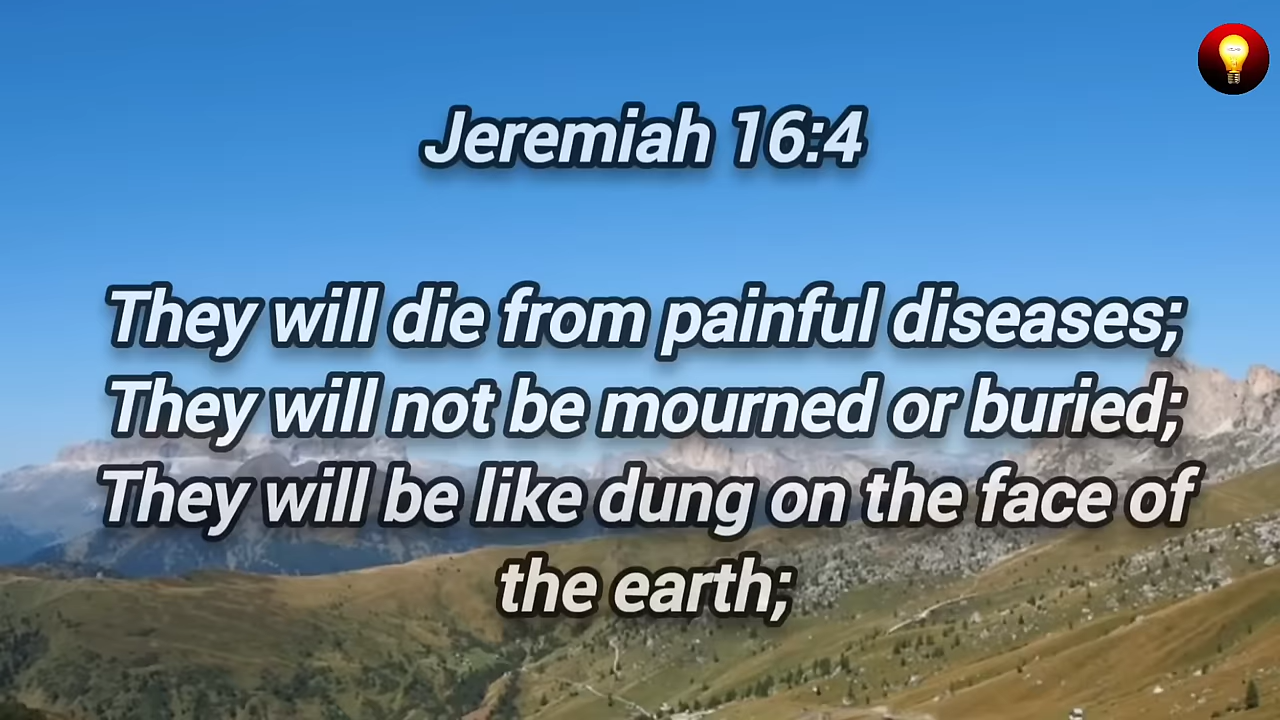 Jeremiah 16:4
They will die from painful diseases;
They will not be mourned or buried;
They will be like dung on the face of
the earth;